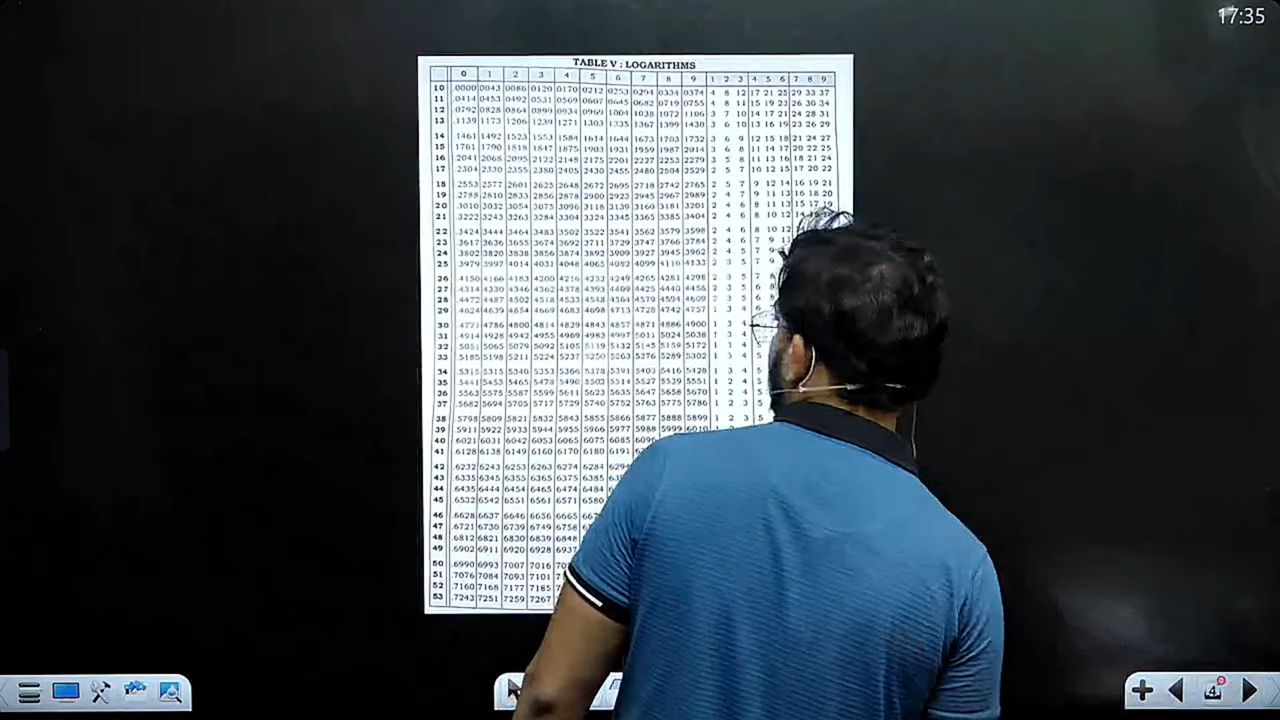 17:35
TABLE V : LOGARITHMS
0 1 2 3 4 5 6 7 8 9 1 2 3 4 5 6 7 8 9
10 .0000 0043 0086 0128 0170 0212 0253 0294 0334 0374 4 8 12 17 21 25 29 33 37
11 .0414 0453 0492 0531 0569 0607 0645 0682 0719 0755 4 8 11 15 19 23 26 30 34
12 .0792 0828 0864 0899 0934 0969 1004 1038 1072 1106 3 7 10 14 17 21 24 28 31
13 .1139 1173 1206 1239 1271 1303 1335 1367 1399 1430 3 6 10 13 16 19 23 26 29
14 .1461 1492 1523 1553 1584 1614 1644 1673 1703 1732 3 6 9 12 15 18 21 24 27
15 .1761 1790 1818 1847 1875 1903 1931 1959 1987 2014 3 6 8 11 14 17 20 22 25
16 .2041 2068 2095 2122 2148 2175 2201 2227 2253 2279 3 5 8 11 13 16 18 21 24
17 .2304 2330 2355 2380 2405 2430 2455 2480 2504 2529 2 5 7 10 12 15 17 20 22
18 .2553 2577 2601 2625 2648 2672 2695 2718 2742 2765 2 5 7 9 12 14 16 19 21
19 .2788 2810 2833 2856 2878 2900 2923 2945 2967 2989 2 4 7 9 11 13 16 18 20
20 .3010 3032 3054 3075 3096 3118 3139 3160 3181 3201 2 4 6 8 11 13 15 17 19
21 .3222 3243 3263 3284 3304 3324 3345 3365 3385 3404 2 4 6 8 10 12
22 .3424 3444 3464 3483 3502 3522 3541 3562 3579 3598 2 4 6 8 10 12
23 .3617 3636 3655 3674 3692 3711 3729 3747 3766 3784 2 4 6 7 9 11
24 .3802 3820 3838 3856 3874 3892 3909 3927 3945 3962 2 4 5 7 9
25 .3979 3997 4014 4031 4048 4065 4082 4099 4116 4133 2 3 5 7 9
26 .4150 4166 4183 4200 4216 4232 4249 4265 4281 4298 2 3 5 7 8
27 .4314 4330 4346 4362 4378 4393 4409 4425 4440 4456 2 3 5 6 8
28 .4472 4487 4502 4518 4533 4548 4564 4579 4594 4609 2 3 5 6 8
29 .4624 4639 4654 4669 4683 4698 4713 4728 4742 4757 1 3 4 6
30 .4771 4786 4800 4814 4829 4843 4857 4871 4886 4900 1 3 4
31 .4914 4928 4942 4955 4969 4983 4997 5011 5024 5038 1 3 4
32 .5051 5065 5079 5092 5105 5119 5132 5145 5159 5172 1 3 4 5
33 .5185 5198 5211 5224 5237 5250 5263 5276 5289 5302 1 3 4 5
34 .5315 5315 5340 5353 5366 5378 5391 5403 5416 5428 1 3 4 5
35 .5441 5453 5465 5478 5490 5503 5514 5527 5539 5551 1 2 4 5
36 .5563 5575 5587 5599 5611 5623 5635 5647 5658 5670 1 2 4 5
37 .5682 5694 5705 5717 5729 5740 5752 5763 5775 5786 1 2 3 5
38 .5798 5809 5821 5832 5843 5855 5866 5877 5888 5899 1 2 3 5
39 .5911 5922 5933 5944 5955 5966 5977 5988 5999 6010
40 .6021 6031 6042 6053 6065 6075 6085 6096
41 .6128 6138 6149 6160 6170 6180 6191
42 .6232 6243 6253 6263 6274 6284 6294
43 .6335 6345 6355 6365 6375 6385
44 .6435 6444 6454 6465 6474 6484
45 .6532 6542 6551 6561 6571 6580
46 .6628 6637 6646 6656 6665
47 .6721 6730 6739 6749 6758
48 .6812 6821 6830 6839 6848
49 .6902 6911 6920 6928 6937
50 .6990 6993 7007 7016
51 .7076 7084 7093 7101
52 .7160 7168 7177 7185
53 .7243 7251 7259 7267
4